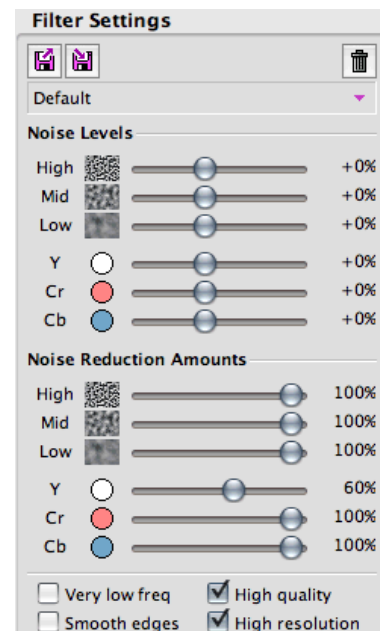 Filter Settings
Default
Noise Levels
High +0%
Mid +0%
Low +0%
Y +0%
Cr +0%
Cb +0%
Noise Reduction Amounts
High 100%
Mid 100%
Low 100%
Y 60%
Cr 100%
Cb 100%
Very low freq High quality
Smooth edges High resolution